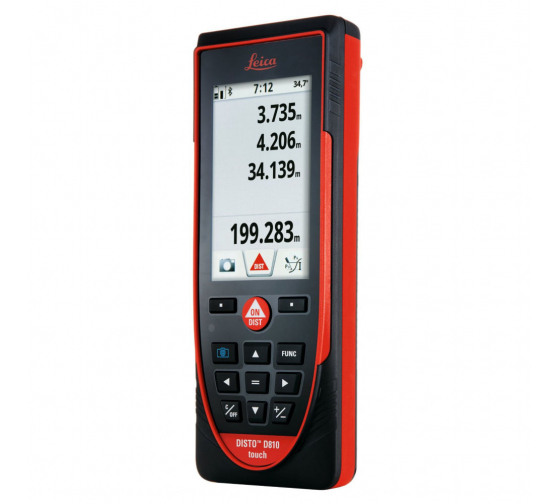 Leica
7:12 34,7°
3.735m
4.206m
34.139m
199.283m
DIST
ON
DIST
FUNC
=
C/OFF
+/-
DISTO™ D810
touch